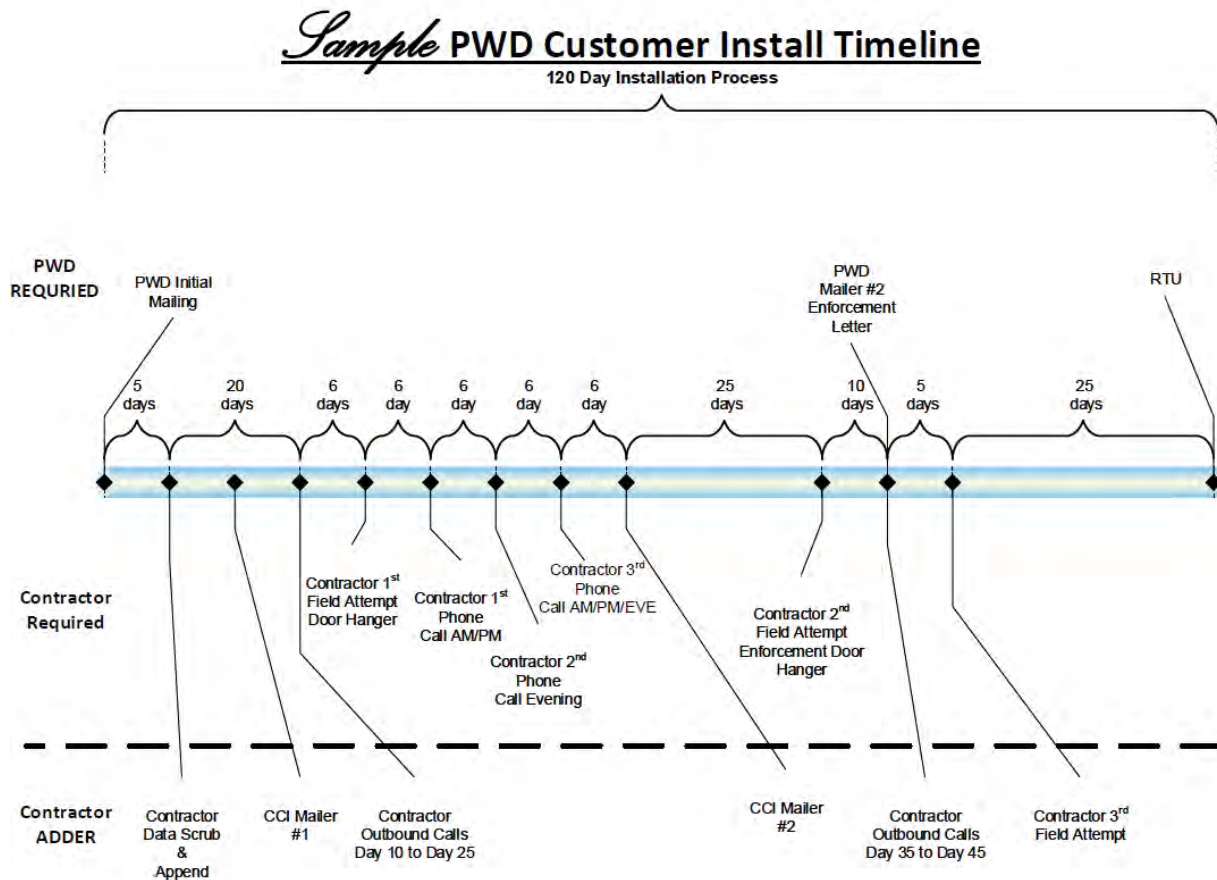 Sample PWD Customer Install Timeline
120 Day Installation Process
PWD
REQURIED
PWD Initial
Mailing
PWD
Mailer #2
Enforcement
Letter
RTU
5
days
20
days
6
days
6
day
6
day
6
day
6
day
25
days
10
days
5
days
25
days
Contractor
Required
Contractor 1st
Field Attempt
Door Hanger
Contractor 1st
Phone
Call AM/PM
Contractor 2nd
Phone
Call Evening
Contractor 3rd
Phone
Call AM/PM/EVE
Contractor 2nd
Field Attempt
Enforcement Door
Hanger
Contractor
ADDER
Contractor
Data Scrub
&
Append
CCI Mailer
#1
Contractor
Outbound Calls
Day 10 to Day 25
CCI Mailer
#2
Contractor
Outbound Calls
Day 35 to Day 45
Contractor 3rd
Field Attempt